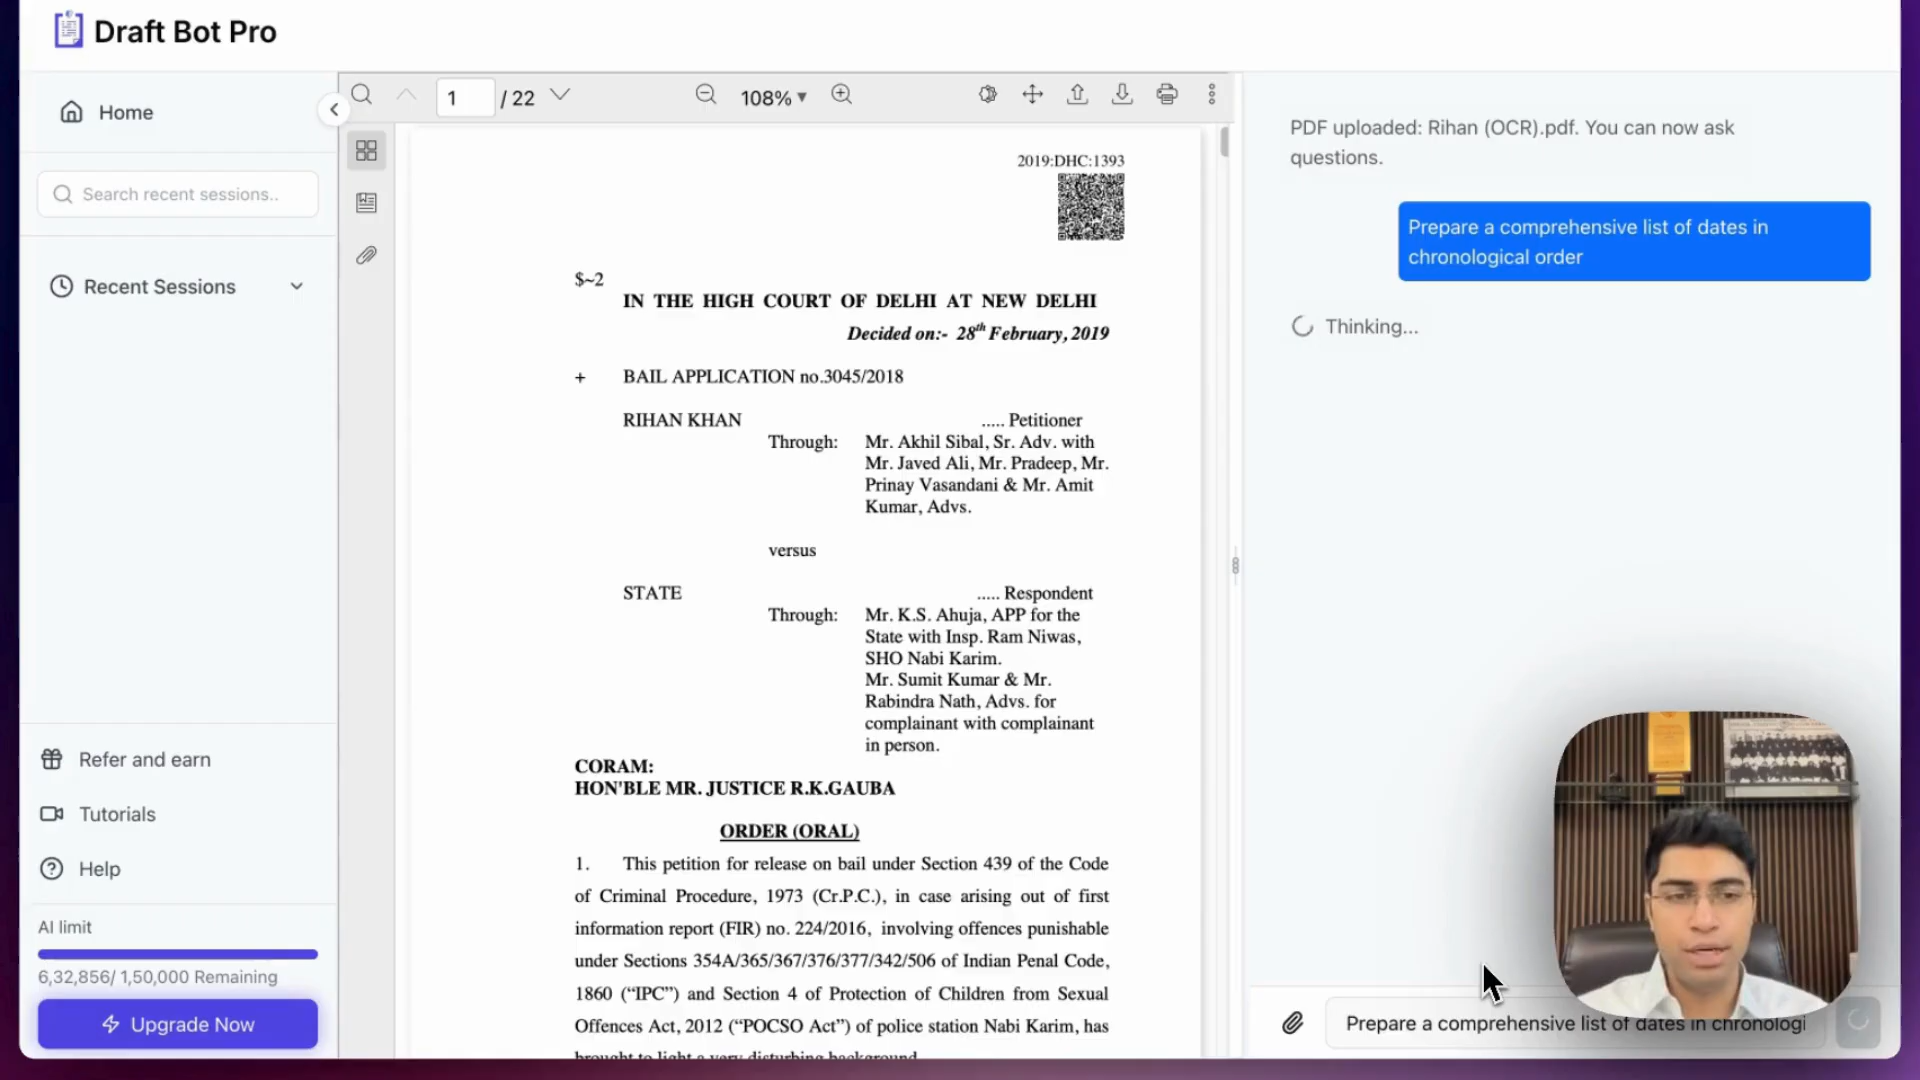 Draft Bot Pro
Home
Search recent sessions..
Recent Sessions
Refer and earn
Tutorials
Help
AI limit
6,32,856/ 1,50,000 Remaining
Upgrade Now
1 / 22
108%
2019:DHC:1393
$~2
IN THE HIGH COURT OF DELHI AT NEW DELHI
Decided on:- 28th February, 2019
+ BAIL APPLICATION no.3045/2018
RIHAN KHAN ..... Petitioner
Through: Mr. Akhil Sibal, Sr. Adv. with
Mr. Javed Ali, Mr. Pradeep, Mr.
Prinay Vasandani & Mr. Amit
Kumar, Advs.
versus
STATE ..... Respondent
Through: Mr. K.S. Ahuja, APP for the
State with Insp. Ram Niwas,
SHO Nabi Karim.
Mr. Sumit Kumar & Mr.
Rabindra Nath, Advs. for
complainant with complainant
in person.
CORAM:
HON'BLE MR. JUSTICE R.K.GAUBA
ORDER (ORAL)
1. This petition for release on bail under Section 439 of the Code
of Criminal Procedure, 1973 (Cr.P.C.), in case arising out of first
information report (FIR) no. 224/2016, involving offences punishable
under Sections 354A/365/367/376/377/342/506 of Indian Penal Code,
1860 (“IPC”) and Section 4 of Protection of Children from Sexual
Offences Act, 2012 (“POCSO Act”) of police station Nabi Karim, has
brought to light a very disturbing background
PDF uploaded: Rihan (OCR).pdf. You can now ask
questions.
Prepare a comprehensive list of dates in
chronological order
Thinking...
Prepare a comprehensive list of dates in chronologi